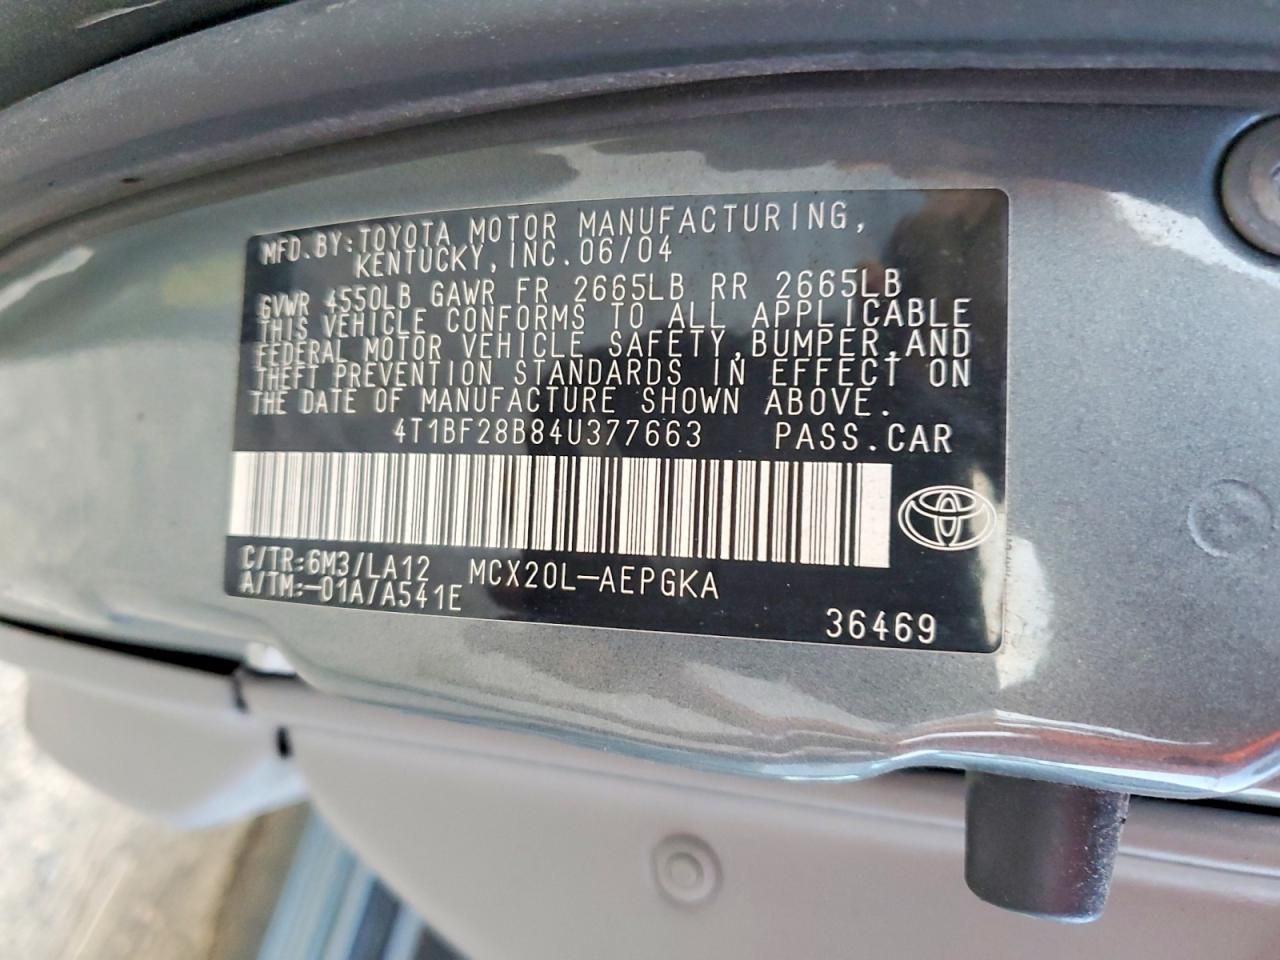 MFD. BY: TOYOTA MOTOR MANUFACTURING,
KENTUCKY, INC. 06/04
GVWR 4550LB GAWR FR 2665LB RR 2665LB
THIS VEHICLE CONFORMS TO ALL APPLICABLE
FEDERAL MOTOR VEHICLE SAFETY, BUMPER, AND
THEFT PREVENTION STANDARDS IN EFFECT ON
THE DATE OF MANUFACTURE SHOWN ABOVE.
4T1BF28B84U377663 PASS.CAR
C/TR:6M3/LA12 MCX20L-AEPGKA
A/TM:-01A/A541E
36469